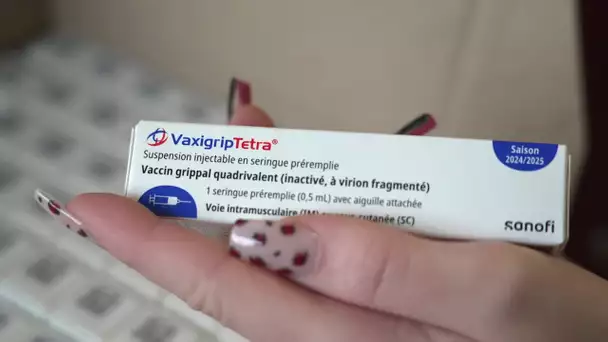 VaxigripTetra®
Suspension injectable en seringue préremplie
Vaccin grippal quadrivalent (inactivé, à virion fragmenté)
1 seringue préremplie (0,5 mL) avec aiguille attachée
Voie intramusculaire (IM) cutanée (SC)
Saison
2024/2025
sanofi